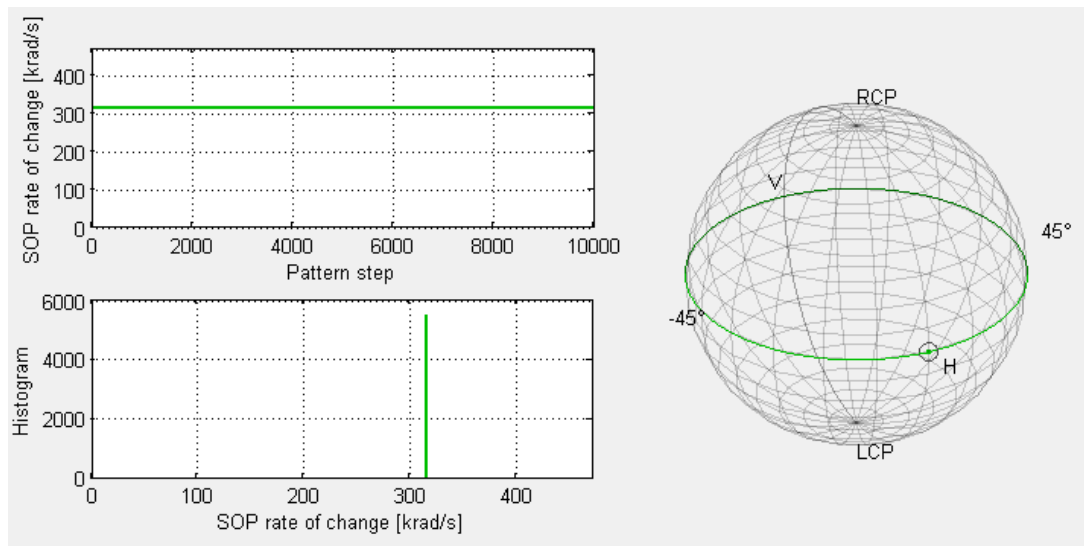 SOP rate of change [krad/s]
400
300
200
100
0
0 2000 4000 6000 8000 10000
Pattern step
Histogram
6000
4000
2000
0
0 100 200 300 400
SOP rate of change [krad/s]
RCP
V
45°
-45°
H
LCP